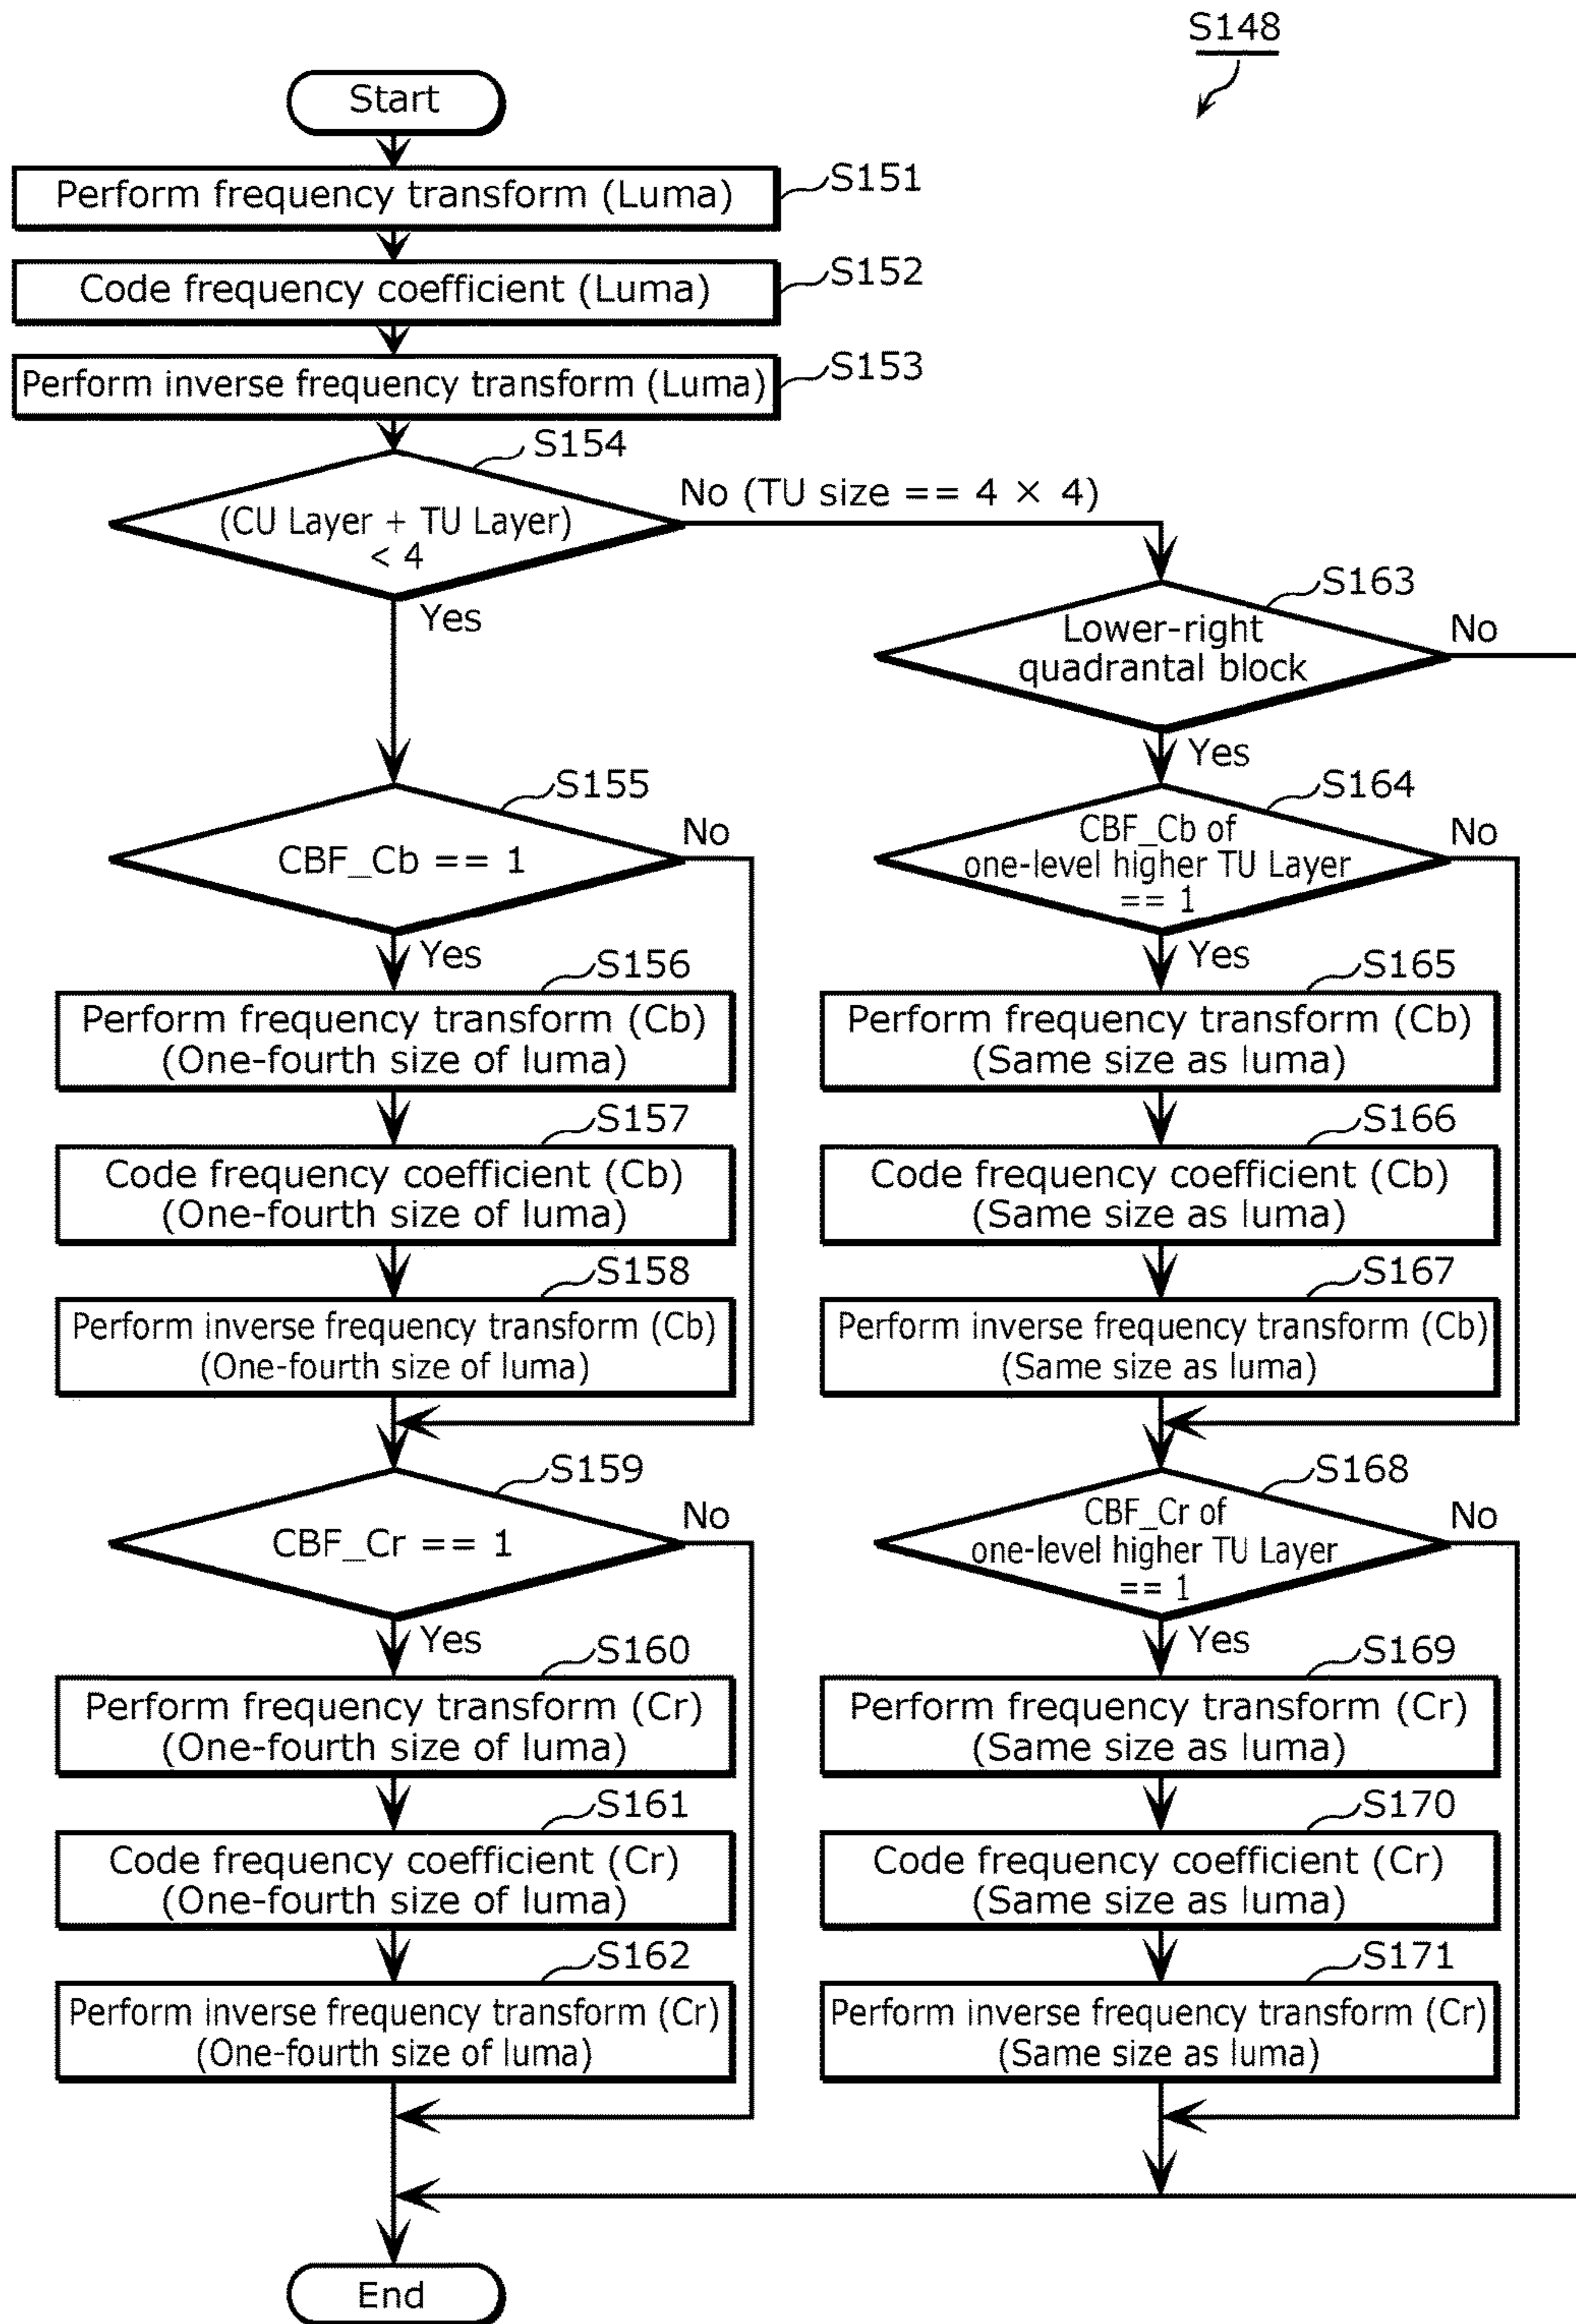 S148
Start
Perform frequency transform (Luma)
S151
Code frequency coefficient (Luma)
S152
Perform inverse frequency transform (Luma)
S153
S154
(CU Layer + TU Layer)
< 4
No (TU size == 4 × 4)
Yes
S163
Lower-right
quadrantal block
No
Yes
S155
CBF_Cb == 1
No
Yes
S156
Perform frequency transform (Cb)
(One-fourth size of luma)
S157
Code frequency coefficient (Cb)
(One-fourth size of luma)
S158
Perform inverse frequency transform (Cb)
(One-fourth size of luma)
S164
CBF_Cb of
one-level higher TU Layer
== 1
No
Yes
S165
Perform frequency transform (Cb)
(Same size as luma)
S166
Code frequency coefficient (Cb)
(Same size as luma)
S167
Perform inverse frequency transform (Cb)
(Same size as luma)
S159
CBF_Cr == 1
No
Yes
S160
Perform frequency transform (Cr)
(One-fourth size of luma)
S161
Code frequency coefficient (Cr)
(One-fourth size of luma)
S162
Perform inverse frequency transform (Cr)
(One-fourth size of luma)
S168
CBF_Cr of
one-level higher TU Layer
== 1
No
Yes
S169
Perform frequency transform (Cr)
(Same size as luma)
S170
Code frequency coefficient (Cr)
(Same size as luma)
S171
Perform inverse frequency transform (Cr)
(Same size as luma)
End